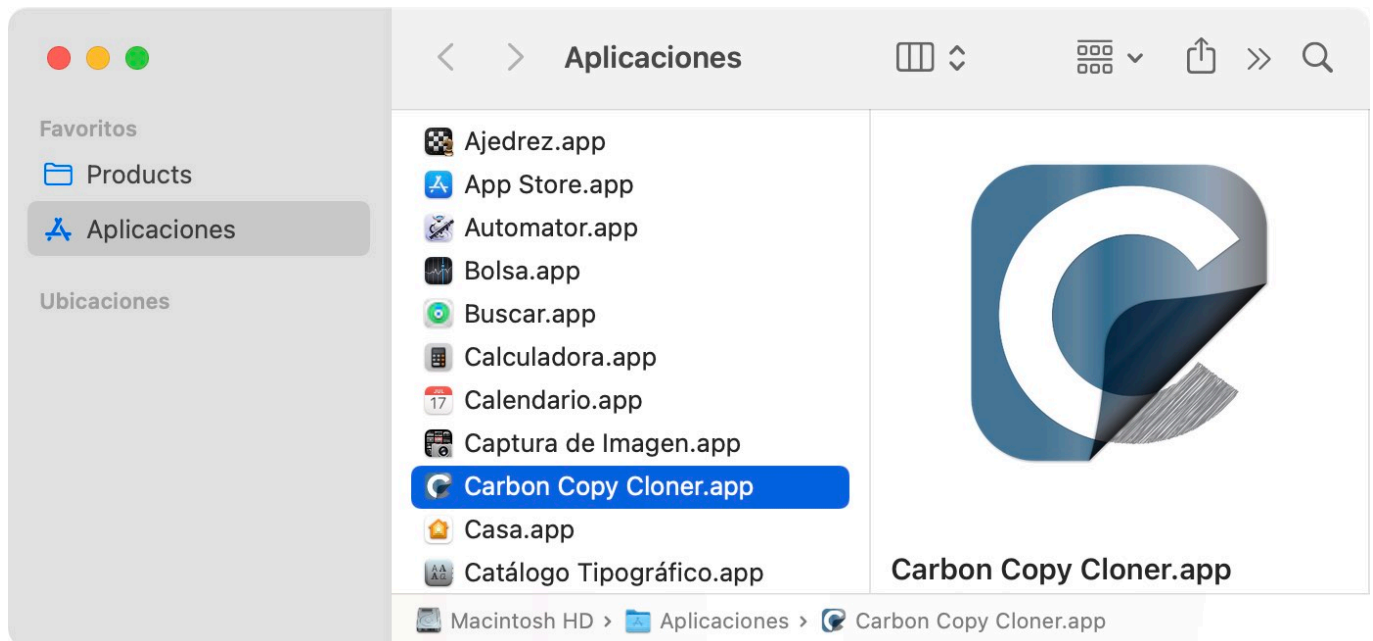 Aplicaciones
Favoritos
Products
Aplicaciones
Ubicaciones
Ajedrez.app
App Store.app
Automator.app
Bolsa.app
Buscar.app
Calculadora.app
Calendario.app
Captura de Imagen.app
Carbon Copy Cloner.app
Casa.app
Catálogo Tipográfico.app
Carbon Copy Cloner.app
Macintosh HD › Aplicaciones › Carbon Copy Cloner.app